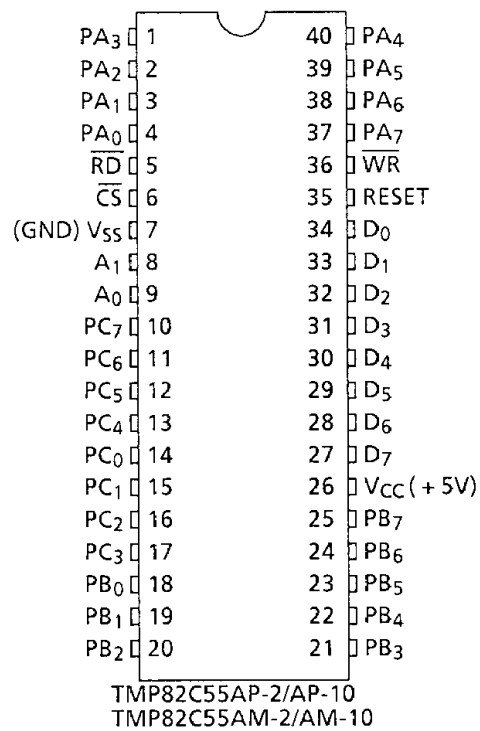 PA3 1 40 PA4
PA2 2 39 PA5
PA1 3 38 PA6
PA0 4 37 PA7
R̅D̅ 5 36 W̅R̅
C̅S̅ 6 35 RESET
(GND) VSS 7 34 D0
A1 8 33 D1
A0 9 32 D2
PC7 10 31 D3
PC6 11 30 D4
PC5 12 29 D5
PC4 13 28 D6
PC0 14 27 D7
PC1 15 26 VCC (+5V)
PC2 16 25 PB7
PC3 17 24 PB6
PB0 18 23 PB5
PB1 19 22 PB4
PB2 20 21 PB3
TMP82C55AP-2/AP-10
TMP82C55AM-2/AM-10